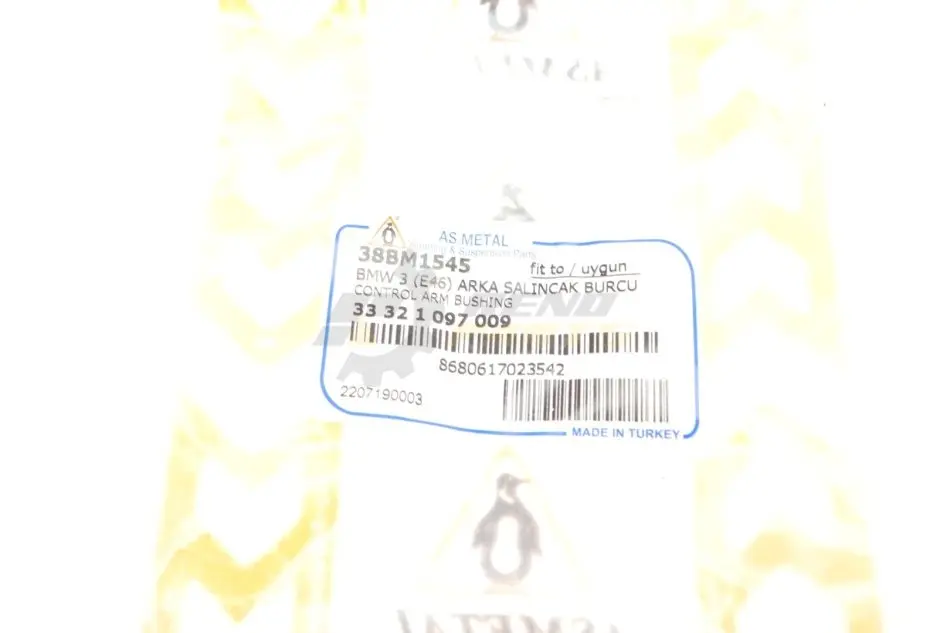 AS METAL
38BM1545
fit to / uygun
BMW 3 (E46) ARKA SALINCAK BURCU
CONTROL ARM BUSHING
33 32 1 097 009
8680617023542
2207190003
MADE IN TURKEY